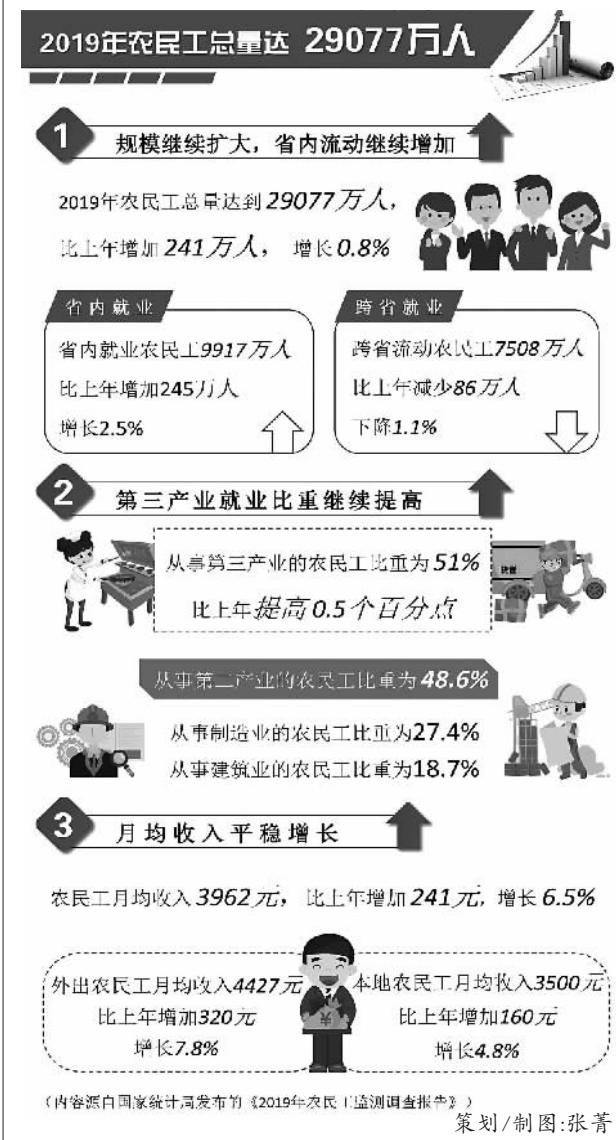 2019年农民工总量达 29077万人
1 规模继续扩大，省内流动继续增加
2019年农民工总量达到29077万人，
比上年增加241万人， 增长0.8%
省内就业
省内就业农民工9917万人
比上年增加245万人
增长2.5%
跨省就业
跨省流动农民工7508万人
比上年减少86万人
下降1.1%
2 第三产业就业比重继续提高
从事第三产业的农民工比重为51%
比上年提高0.5个百分点
快递
从事第二产业的农民工比重为48.6%
从事制造业的农民工比重为27.4%
从事建筑业的农民工比重为18.7%
3 月均收入平稳增长
农民工月均收入3962元， 比上年增加241元，增长6.5%
外出农民工月均收入4427元
比上年增加320元
增长7.8%
¥
本地农民工月均收入3500元
比上年增加160元
增长4.8%
（内容源自国家统计局发布的《2019年农民工监测调查报告》）
策划/制图:张菁